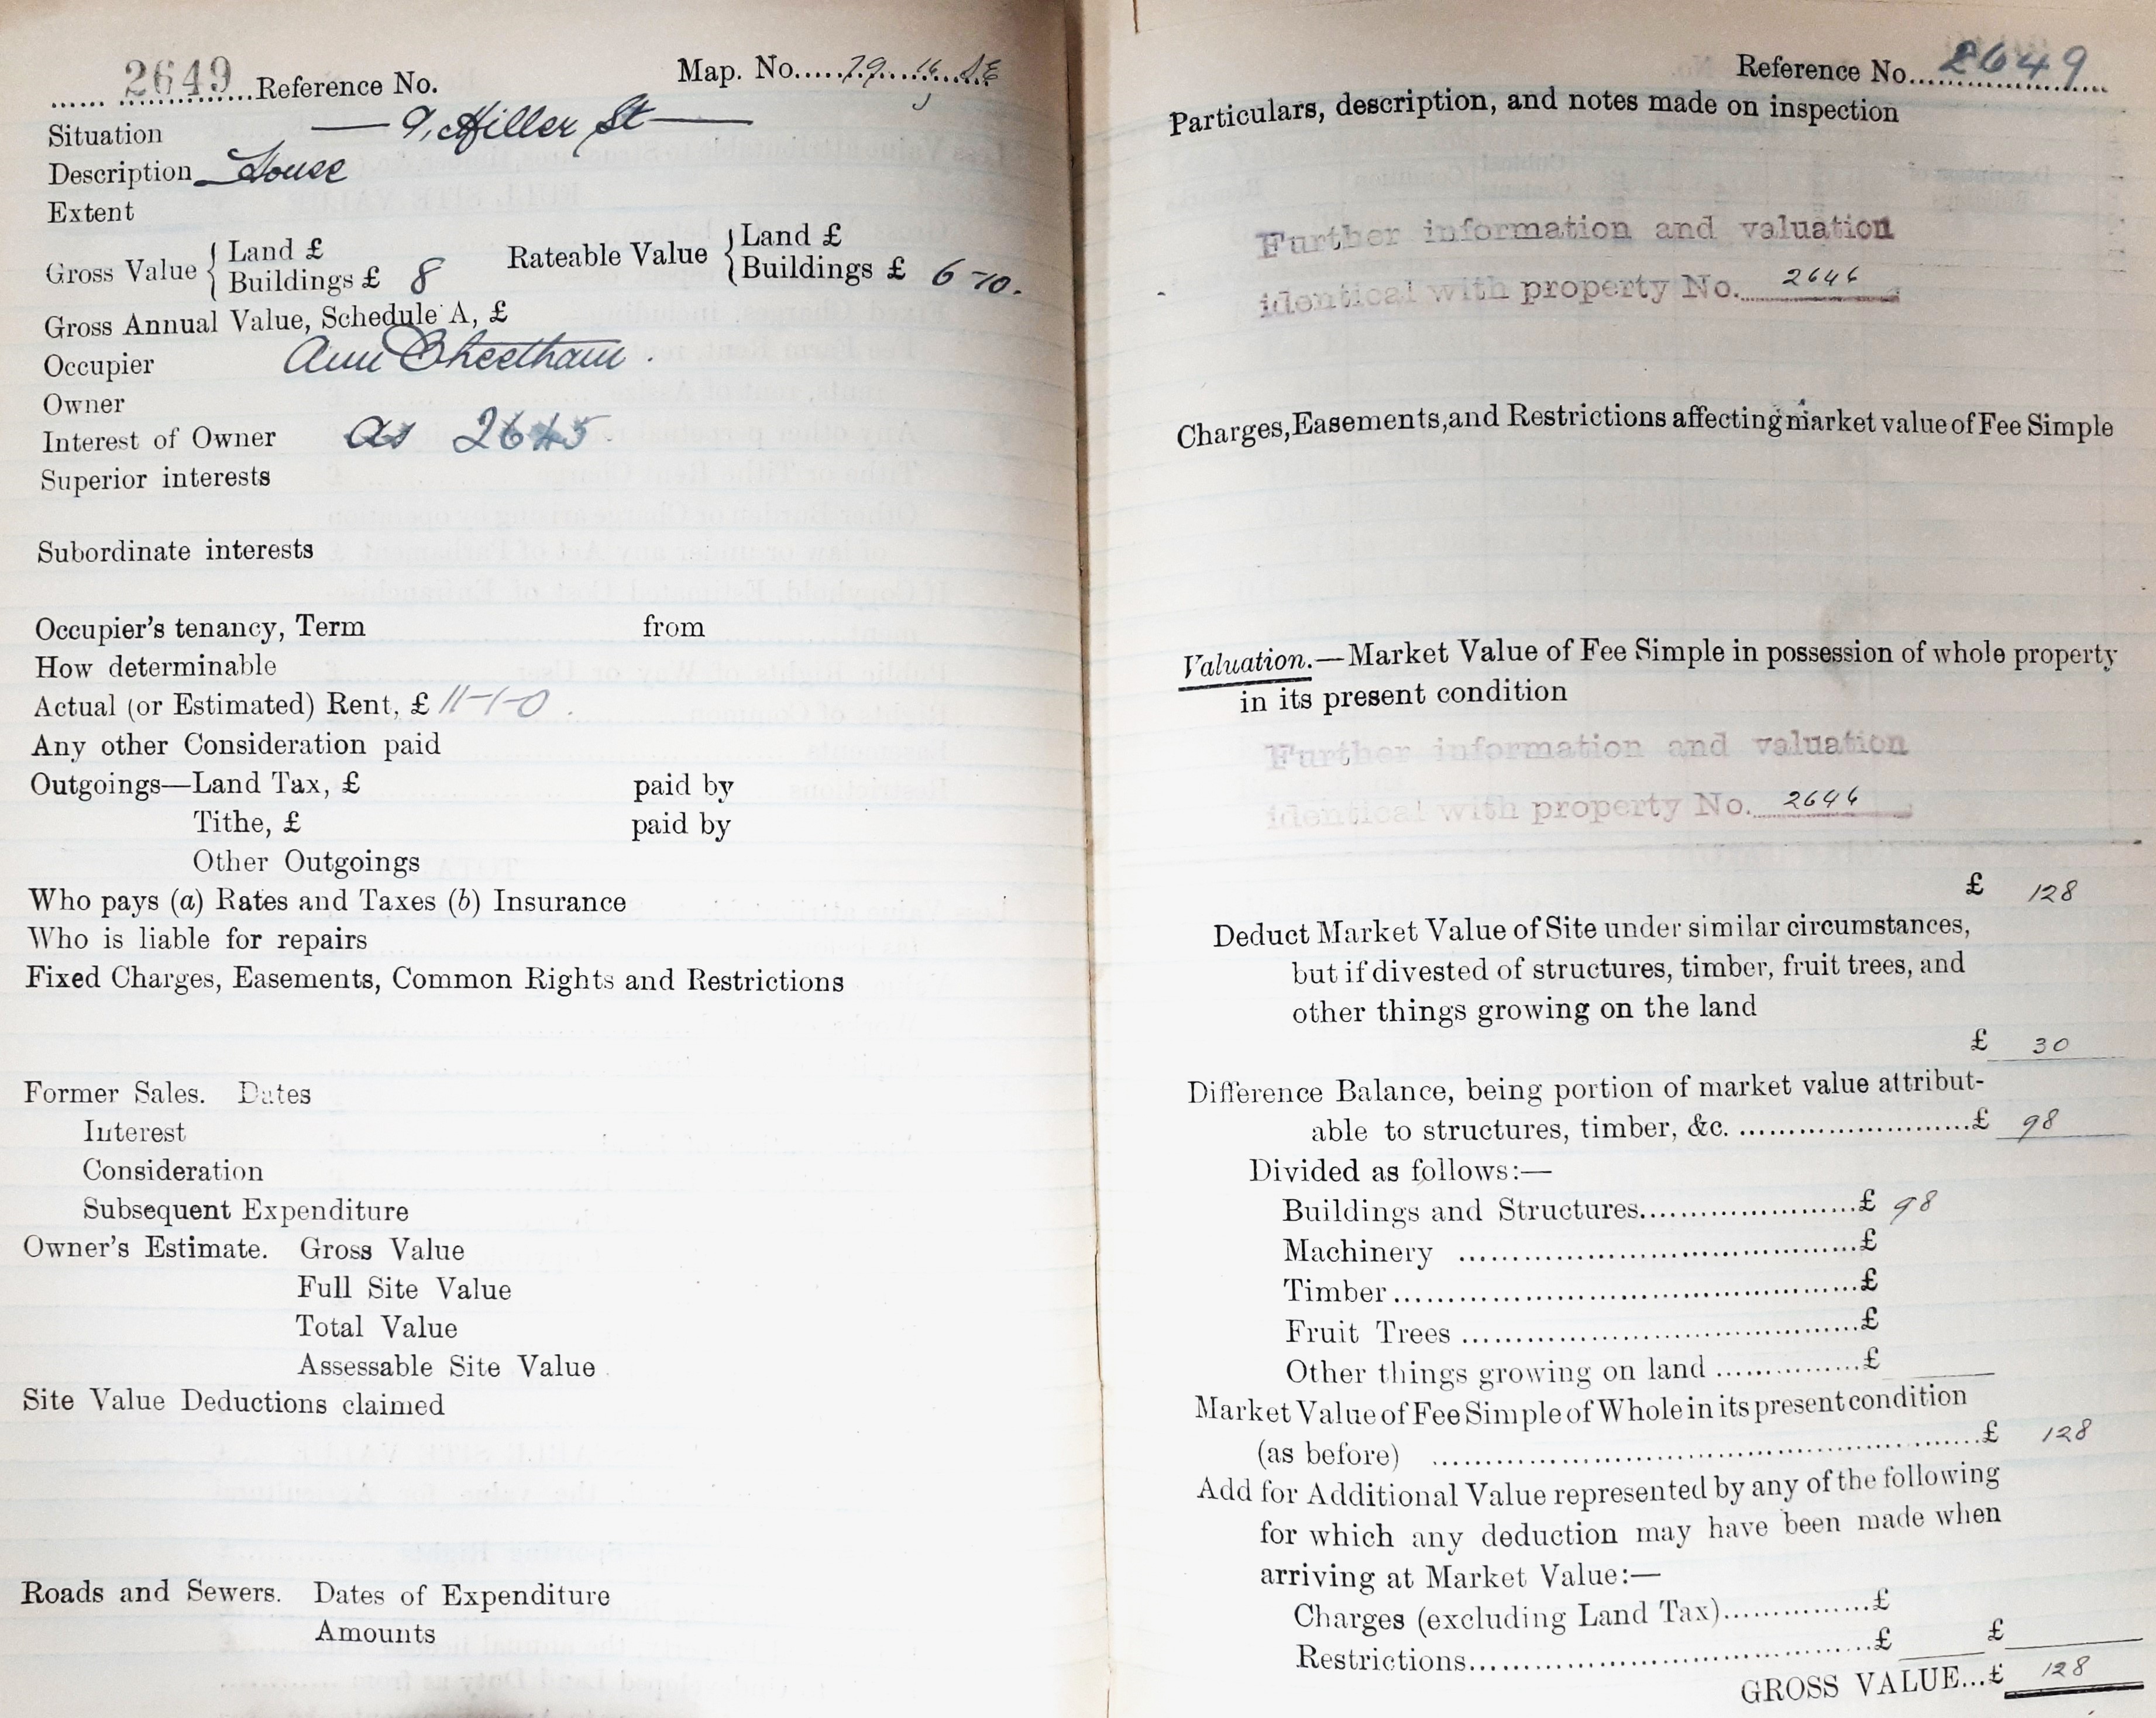 2649 Reference No. Map. No. 79. 14. SE
Situation — 9, Hiller St —
Description House
Extent
Gross Value { Land £ Rateable Value { Land £
Buildings £ 8 Buildings £ 6-10.
Gross Annual Value, Schedule A, £
Occupier Ann Cheetham.
Owner
Interest of Owner as 2645
Superior interests
Subordinate interests
Occupier's tenancy, Term from
How determinable
Actual (or Estimated) Rent, £ 11-1-0.
Any other Consideration paid
Outgoings—Land Tax, £ paid by
Tithe, £ paid by
Other Outgoings
Who pays (a) Rates and Taxes (b) Insurance
Who is liable for repairs
Fixed Charges, Easements, Common Rights and Restrictions
Former Sales. Dates
Interest
Consideration
Subsequent Expenditure
Owner's Estimate. Gross Value
Full Site Value
Total Value
Assessable Site Value
Site Value Deductions claimed
Roads and Sewers. Dates of Expenditure
Amounts
Reference No. 2649
Particulars, description, and notes made on inspection
Further information and valuation
identical with property No. 2646
Charges, Easements, and Restrictions affecting market value of Fee Simple
Valuation.—Market Value of Fee Simple in possession of whole property
in its present condition
Further information and valuation
identical with property No. 2646
£ 128
Deduct Market Value of Site under similar circumstances,
but if divested of structures, timber, fruit trees, and
other things growing on the land
£ 30
Difference Balance, being portion of market value attribut-
able to structures, timber, &c. £ 98
Divided as follows:—
Buildings and Structures £ 98
Machinery £
Timber £
Fruit Trees £
Other things growing on land £
Market Value of Fee Simple of Whole in its present condition
(as before) £ 128
Add for Additional Value represented by any of the following
for which any deduction may have been made when
arriving at Market Value:—
Charges (excluding Land Tax) £
Restrictions £ £
GROSS VALUE...£ 128